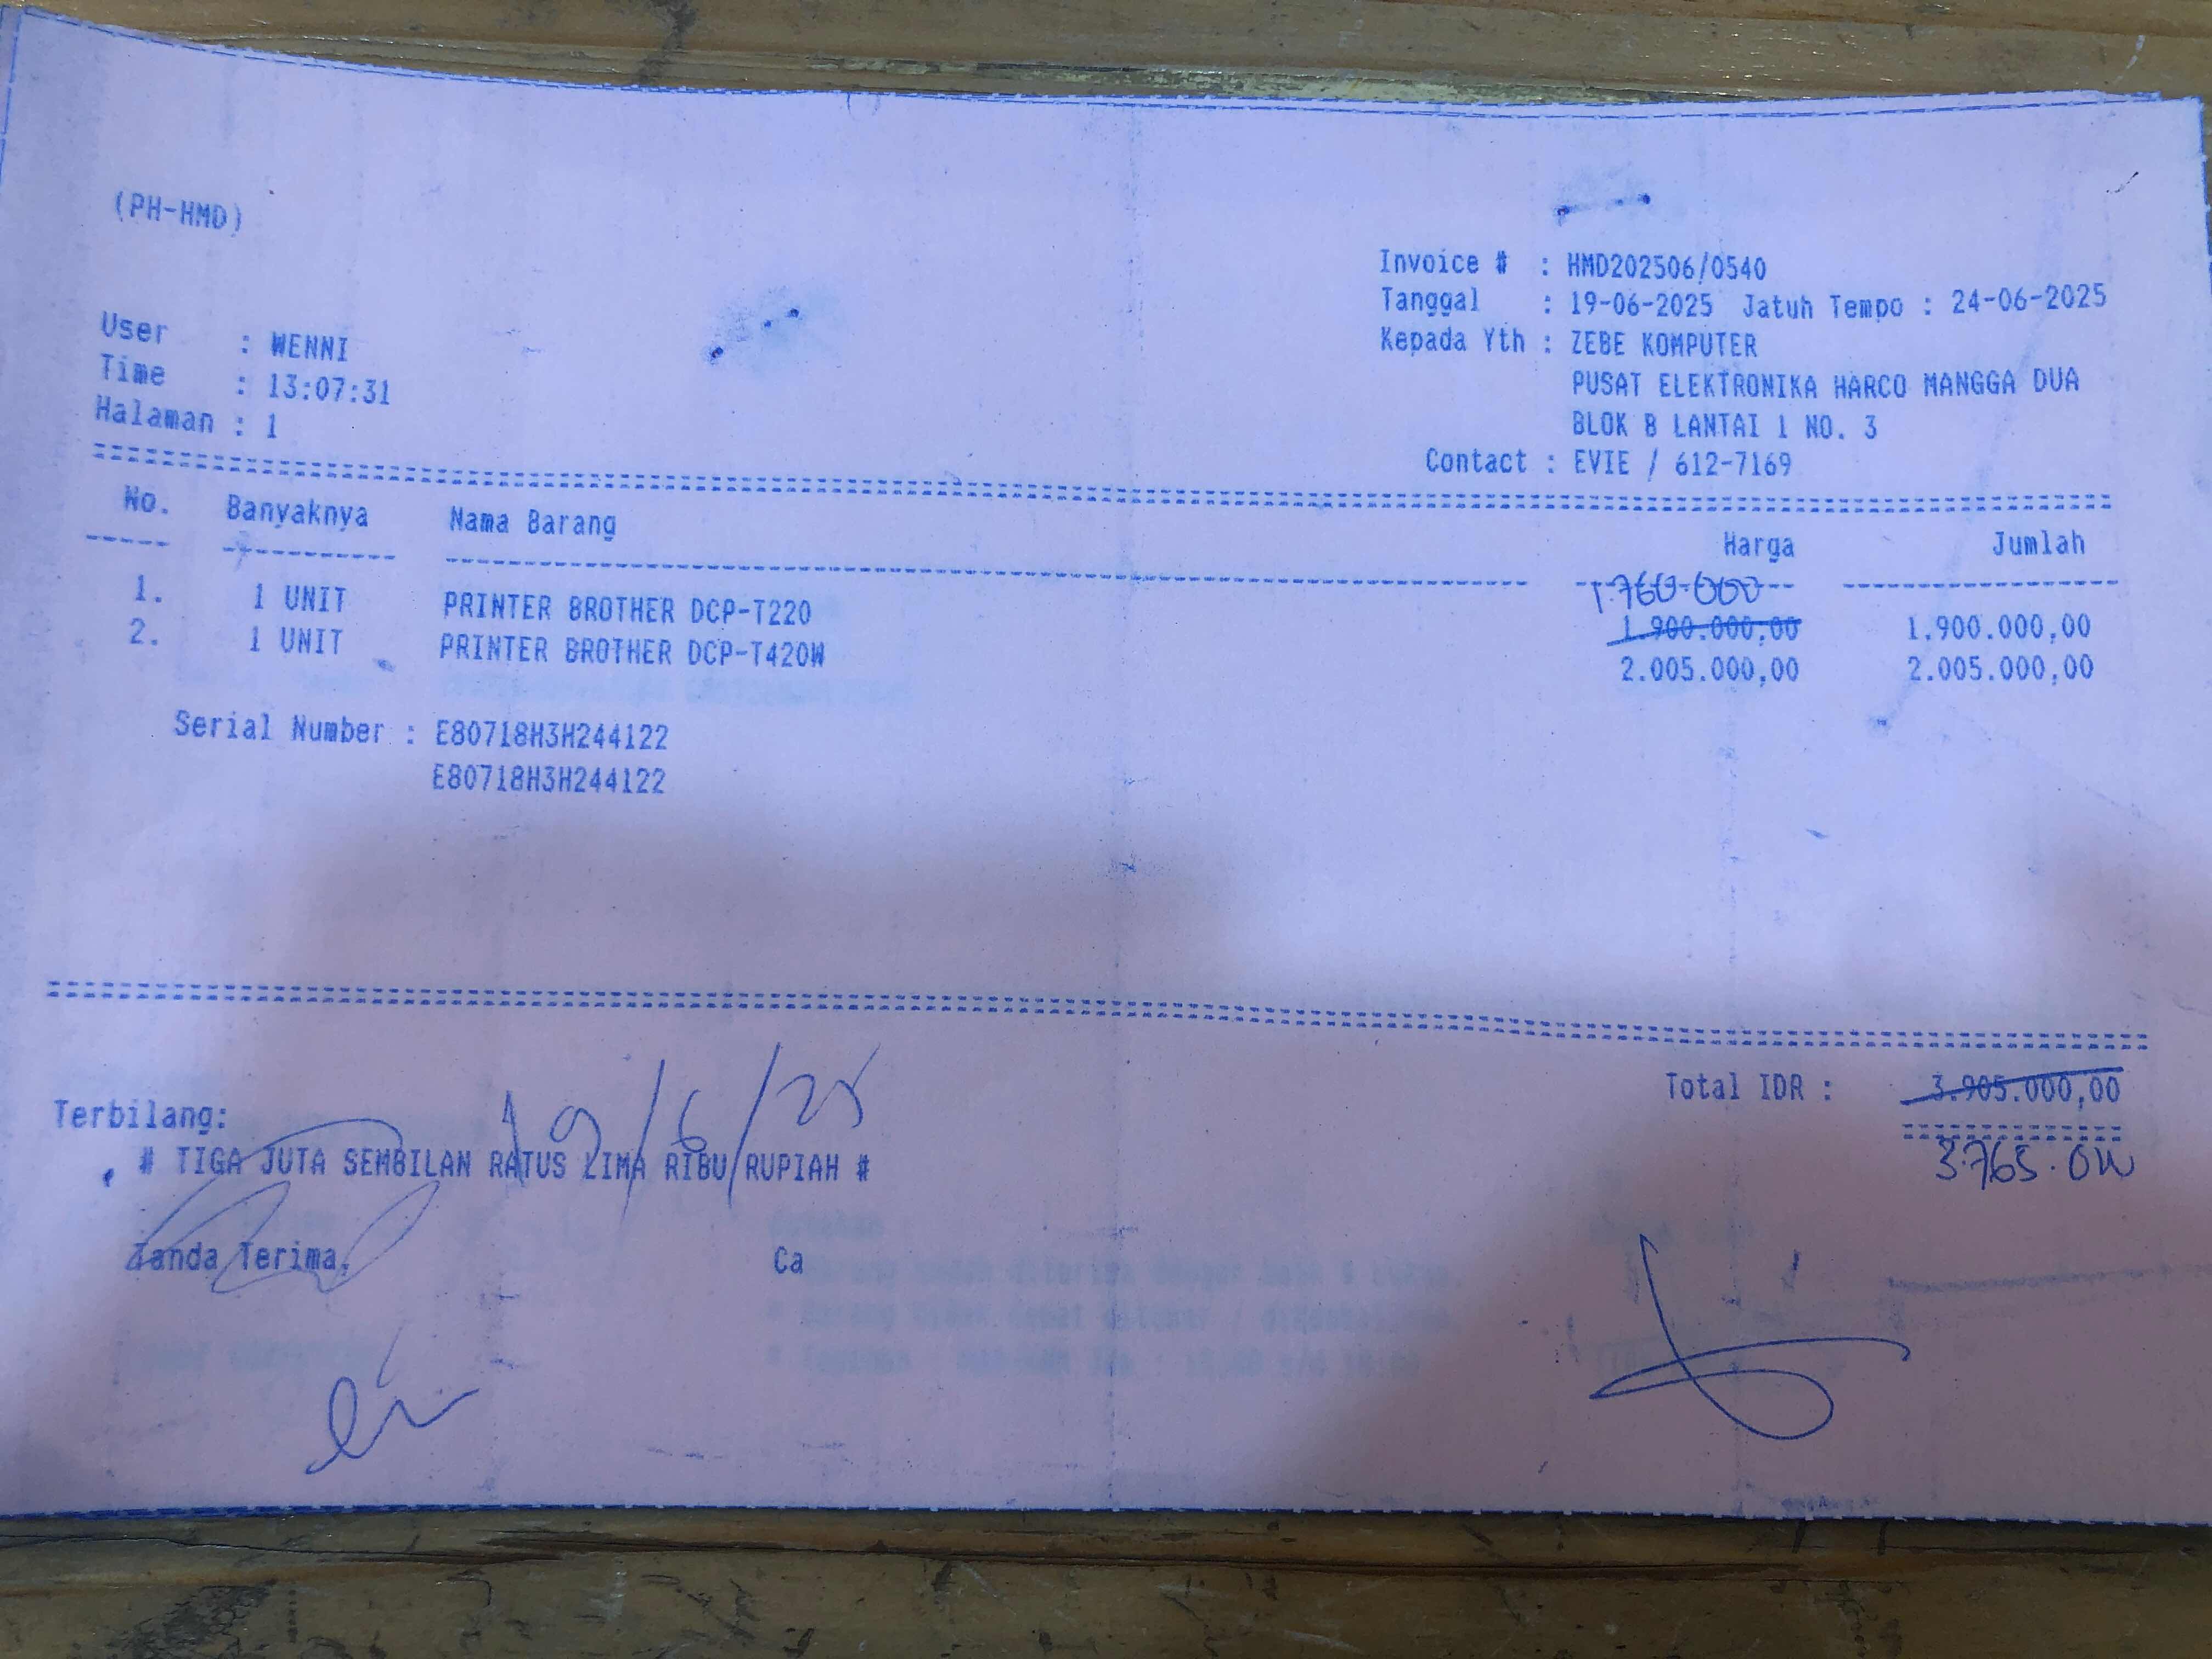 (PH-HMD)
Invoice # : HMD202506/0540
Tanggal : 19-06-2025 Jatuh Tempo : 24-06-2025
Kepada Yth : ZEBE KOMPUTER
PUSAT ELEKTRONIKA HARCO MANGGA DUA
BLOK B LANTAI 1 NO. 3
Contact : EVIE / 612-7169
User : WENNI
Time : 13:07:31
Halaman : 1
No. Banyaknya Nama Barang Harga Jumlah
1.760.000
1. 1 UNIT PRINTER BROTHER DCP-T220 1.900.000,00 1.900.000,00
2. 1 UNIT PRINTER BROTHER DCP-T420W 2.005.000,00 2.005.000,00
Serial Number : E80718H3H244122
E80718H3H244122
Total IDR : 3.905.000,00
3.765.000
19/6/25
Terbilang:
# TIGA JUTA SEMBILAN RATUS LIMA RIBU RUPIAH #
Tanda Terima,
Ca